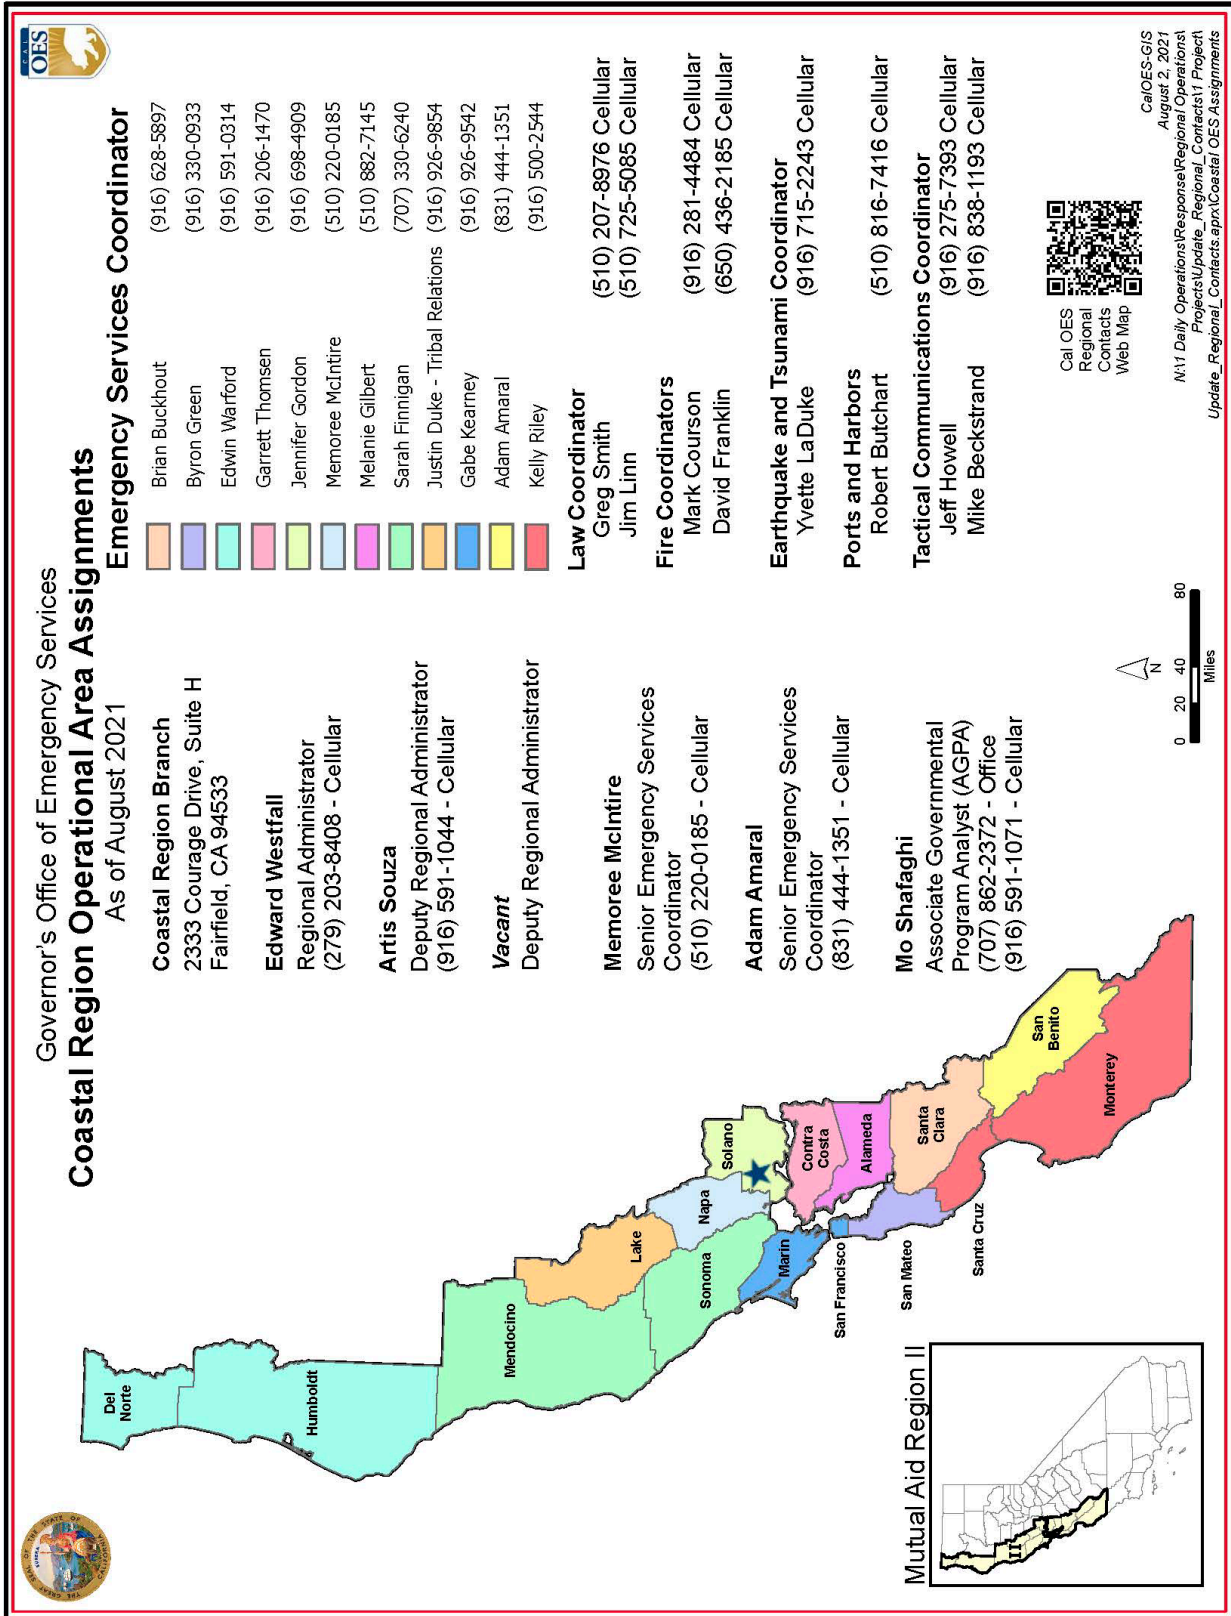 Governor's Office of Emergency Services
Coastal Region Operational Area Assignments
As of August 2021
CAL
OES
THE GREAT SEAL OF THE STATE OF CALIFORNIA
EUREKA
Del
Norte
Humboldt
Mendocino
Lake
Sonoma
Napa
Solano
Marin
Contra
Costa
San Francisco
Alameda
San Mateo
Santa
Clara
Santa Cruz
San
Benito
Monterey
Mutual Aid Region II
II
Coastal Region Branch
2333 Courage Drive, Suite H
Fairfield, CA 94533
Edward Westfall
Regional Administrator
(279) 203-8408 - Cellular
Artis Souza
Deputy Regional Administrator
(916) 591-1044 - Cellular
Vacant
Deputy Regional Administrator
Memoree McIntire
Senior Emergency Services
Coordinator
(510) 220-0185 - Cellular
Adam Amaral
Senior Emergency Services
Coordinator
(831) 444-1351 - Cellular
Mo Shafaghi
Associate Governmental
Program Analyst (AGPA)
(707) 862-2372 - Office
(916) 591-1071 - Cellular
N
0 20 40 80
Miles
Emergency Services Coordinator
Brian Buckhout (916) 628-5897
Byron Green (916) 330-0933
Edwin Warford (916) 591-0314
Garrett Thomsen (916) 206-1470
Jennifer Gordon (916) 698-4909
Memoree McIntire (510) 220-0185
Melanie Gilbert (510) 882-7145
Sarah Finnigan (707) 330-6240
Justin Duke - Tribal Relations (916) 926-9854
Gabe Kearney (916) 926-9542
Adam Amaral (831) 444-1351
Kelly Riley (916) 500-2544
Law Coordinator
Greg Smith (510) 207-8976 Cellular
Jim Linn (510) 725-5085 Cellular
Fire Coordinators
Mark Courson (916) 281-4484 Cellular
David Franklin (650) 436-2185 Cellular
Earthquake and Tsunami Coordinator
Yvette LaDuke (916) 715-2243 Cellular
Ports and Harbors
Robert Butchart (510) 816-7416 Cellular
Tactical Communications Coordinator
Jeff Howell (916) 275-7393 Cellular
Mike Beckstrand (916) 838-1193 Cellular
Cal OES
Regional
Contacts
Web Map
CalOES-GIS
August 2, 2021
N:\1 Daily Operations\Response\Regional Operations\
Projects\Update_Regional_Contacts\1 Project\
Update_Regional_Contacts.aprx\Coastal OES Assignments